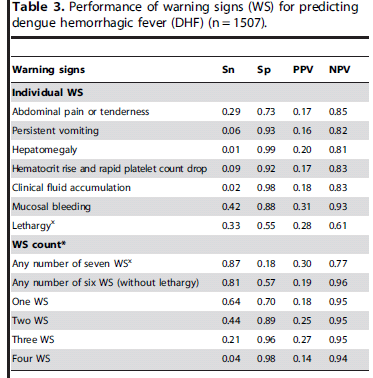 Table 3. Performance of warning signs (WS) for predicting
dengue hemorrhagic fever (DHF) (n = 1507).
Warning signs Sn Sp PPV NPV
Individual WS
Abdominal pain or tenderness 0.29 0.73 0.17 0.85
Persistent vomiting 0.06 0.93 0.16 0.82
Hepatomegaly 0.01 0.99 0.20 0.81
Hematocrit rise and rapid platelet count drop 0.09 0.92 0.17 0.83
Clinical fluid accumulation 0.02 0.98 0.18 0.83
Mucosal bleeding 0.42 0.88 0.31 0.93
Lethargyˣ 0.33 0.55 0.28 0.61
WS count*
Any number of seven WSˣ 0.87 0.18 0.30 0.77
Any number of six WS (without lethargy) 0.81 0.57 0.19 0.96
One WS 0.64 0.70 0.18 0.95
Two WS 0.44 0.89 0.25 0.95
Three WS 0.21 0.96 0.27 0.95
Four WS 0.04 0.98 0.14 0.94